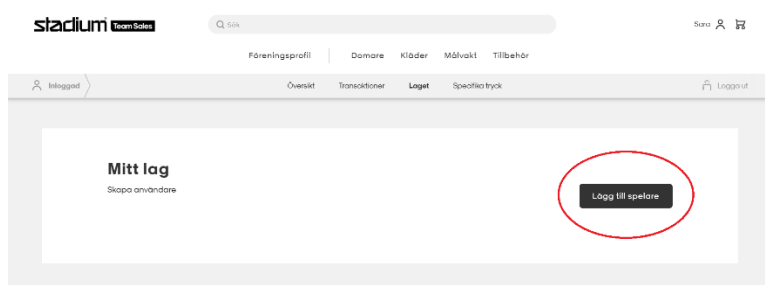 stadium Team Sales
Sök
Sara
Föreningsprofil Domare Kläder Målvakt Tillbehör
Inloggad
Översikt Transaktioner Laget Specifika tryck
Logga ut
Mitt lag
Skapa användare
Lägg till spelare